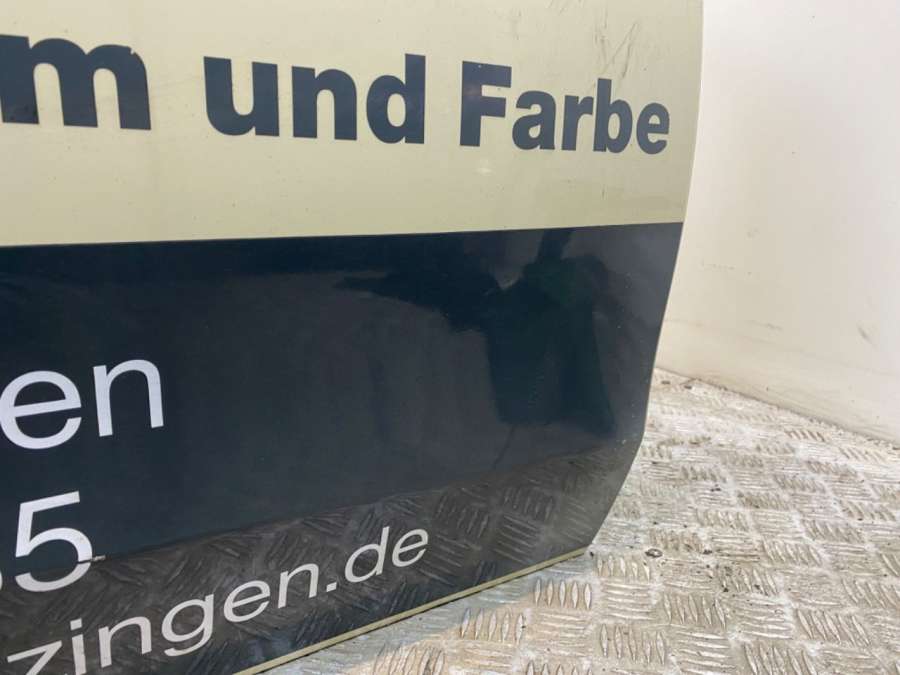 m und Farbe
en
5
zingen.de